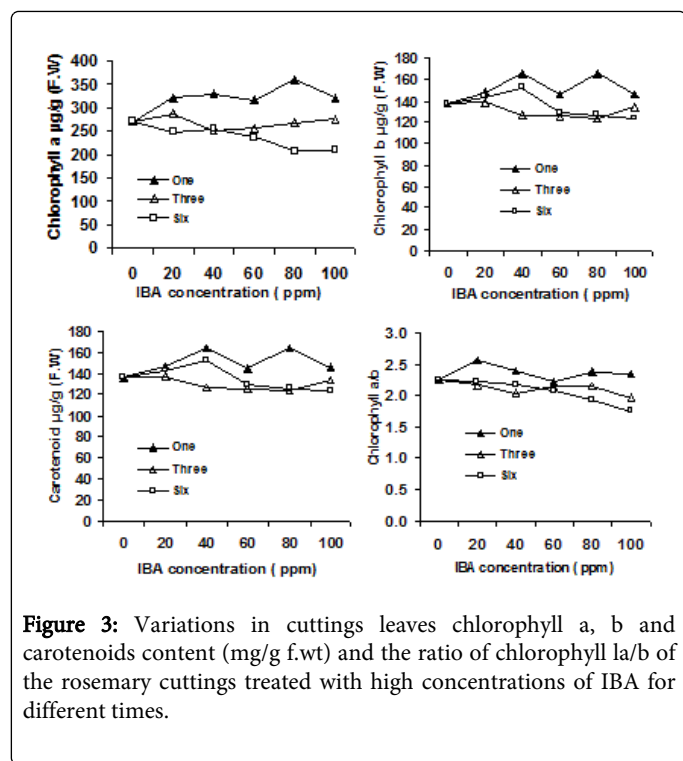 Chlorophyll a µg/g (F.W)
400
350
300
250
200
150
100
50
0
One
Three
Six
0 20 40 60 80 100
IBA concentration ( ppm)
Chlorophyll b µg/g (F.W)
180
160
140
120
100
80
60
40
20
0
One
Three
Six
0 20 40 60 80 100
IBA concentration ( ppm)
Carotenoid µg/g (F.W)
180
160
140
120
100
80
60
40
20
0
One
Three
Six
0 20 40 60 80 100
IBA concentration ( ppm)
Chlorophyll a/b
3.0
2.5
2.0
1.5
1.0
0.5
0.0
One
Three
Six
0 20 40 60 80 100
IBA concentration ( ppm)
Figure 3: Variations in cuttings leaves chlorophyll a, b and
carotenoids content (mg/g f.wt) and the ratio of chlorophyll la/b of
the rosemary cuttings treated with high concentrations of IBA for
different times.